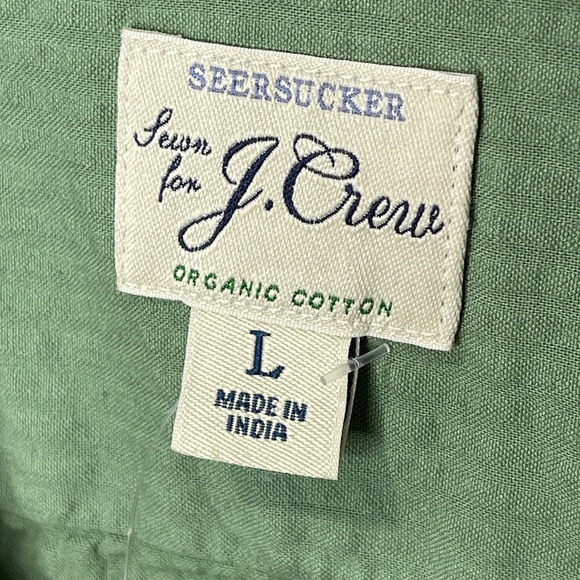 SEERSUCKER
Sewn
for J.Crew
ORGANIC COTTON
L
MADE IN
INDIA